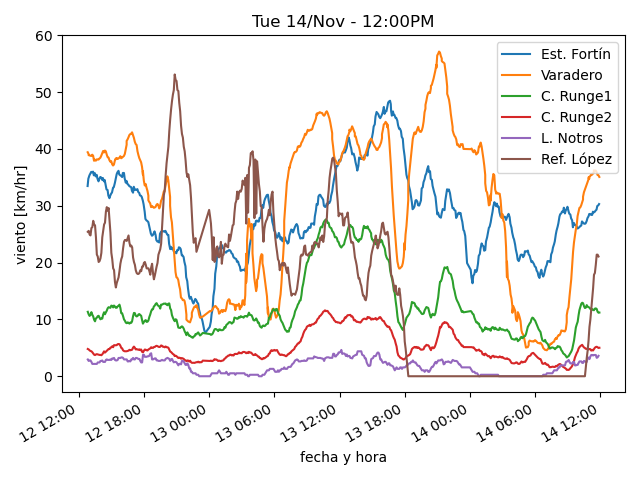 Tue 14/Nov - 12:00PM
viento [km/hr]
60
50
40
30
20
10
0
Est. Fortín
Varadero
C. Runge1
C. Runge2
L. Notros
Ref. López
12 12:00
12 18:00
13 00:00
13 06:00
13 12:00
13 18:00
14 00:00
14 06:00
14 12:00
fecha y hora